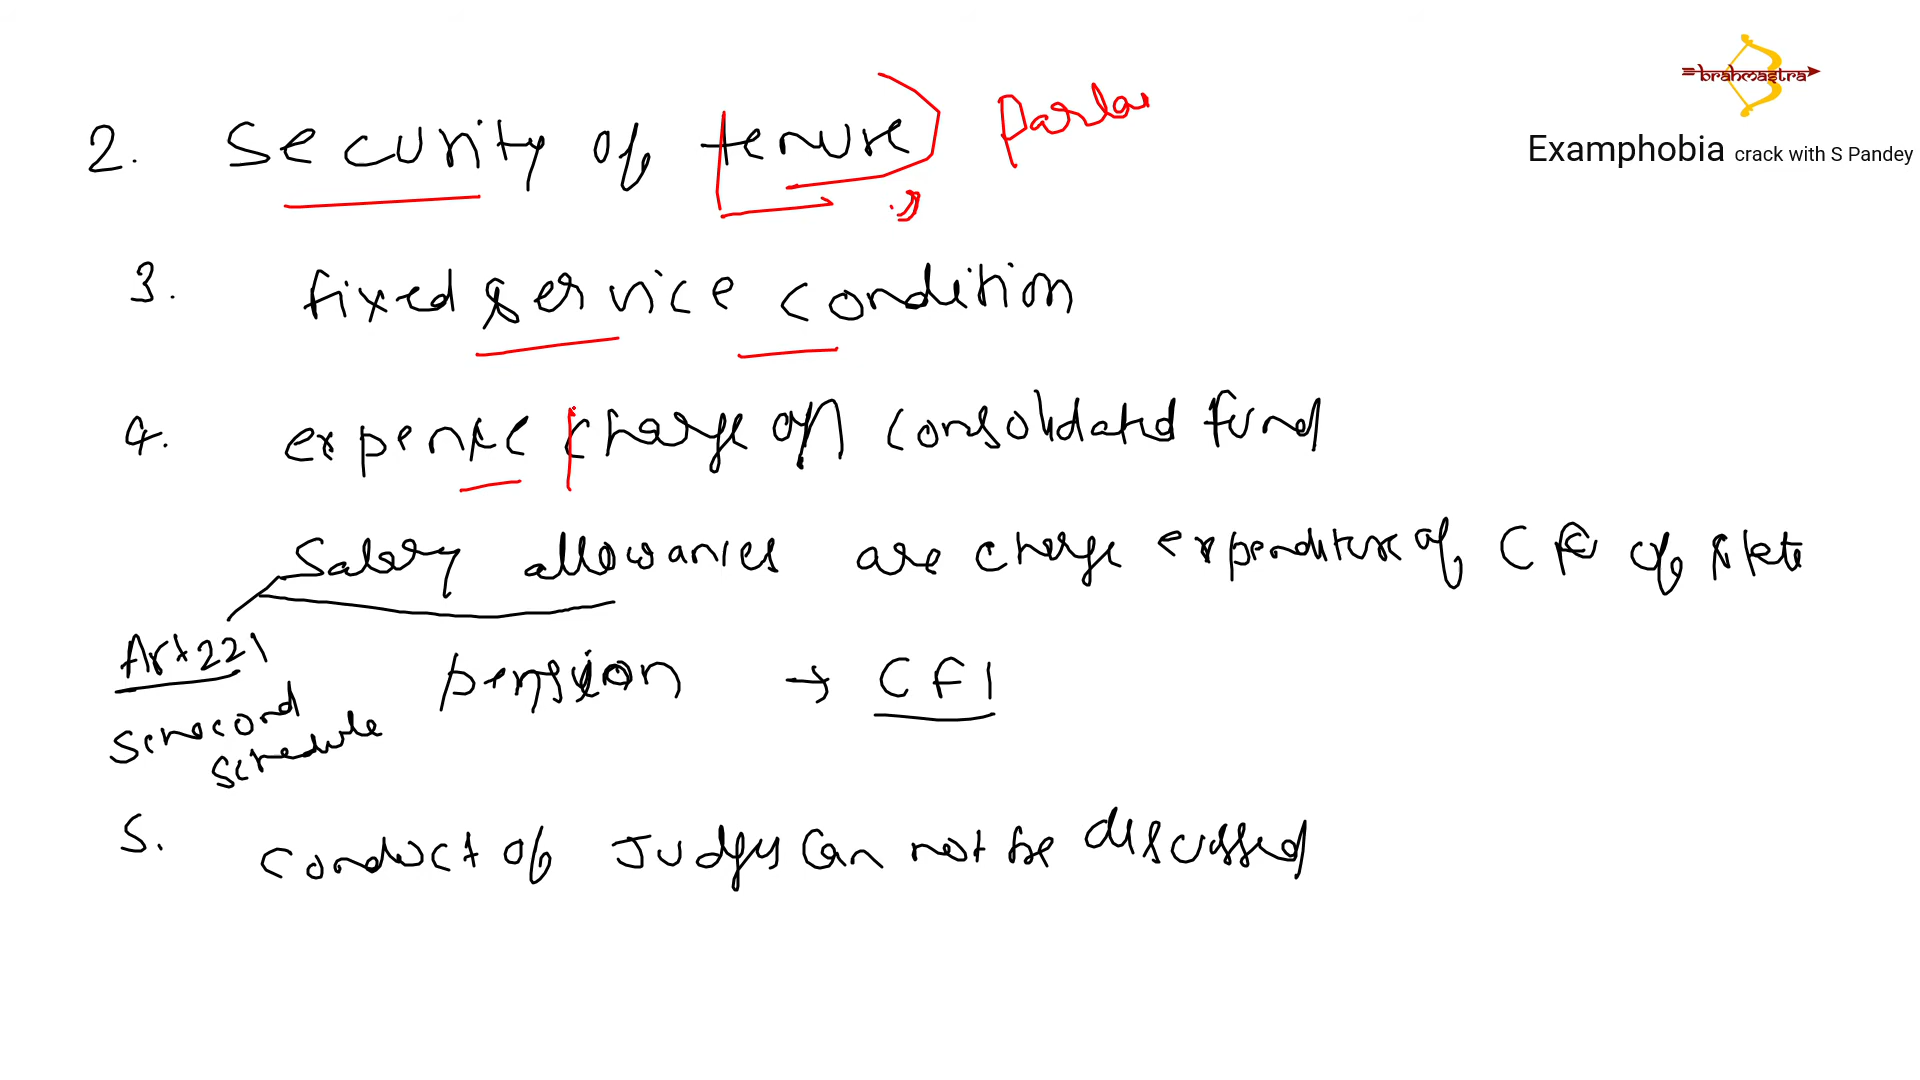 brahmastra
Examphobia crack with S Pandey
2. Security of tenure Parla
3. fixed service condition
4. expense charge on consolidated fund
Salary allowances are charge expenditure of CF of state
Art 221
pension → CFI
Second
Schedule
5. Conduct of Judges can not be discussed